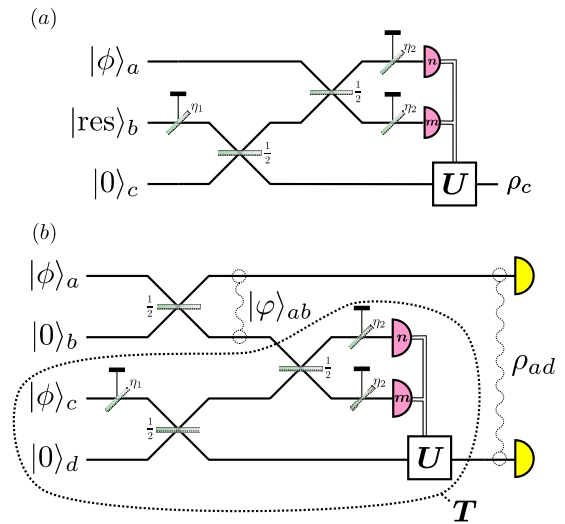 (a)
|ϕ⟩a η2 n
1/2
|res⟩b η1 η2 m
1/2
|0⟩c U ρc
(b)
|ϕ⟩a
1/2 |φ⟩ab
|0⟩b η2 n
1/2 ρad
|ϕ⟩c η1 η2 m
1/2
|0⟩d U
T